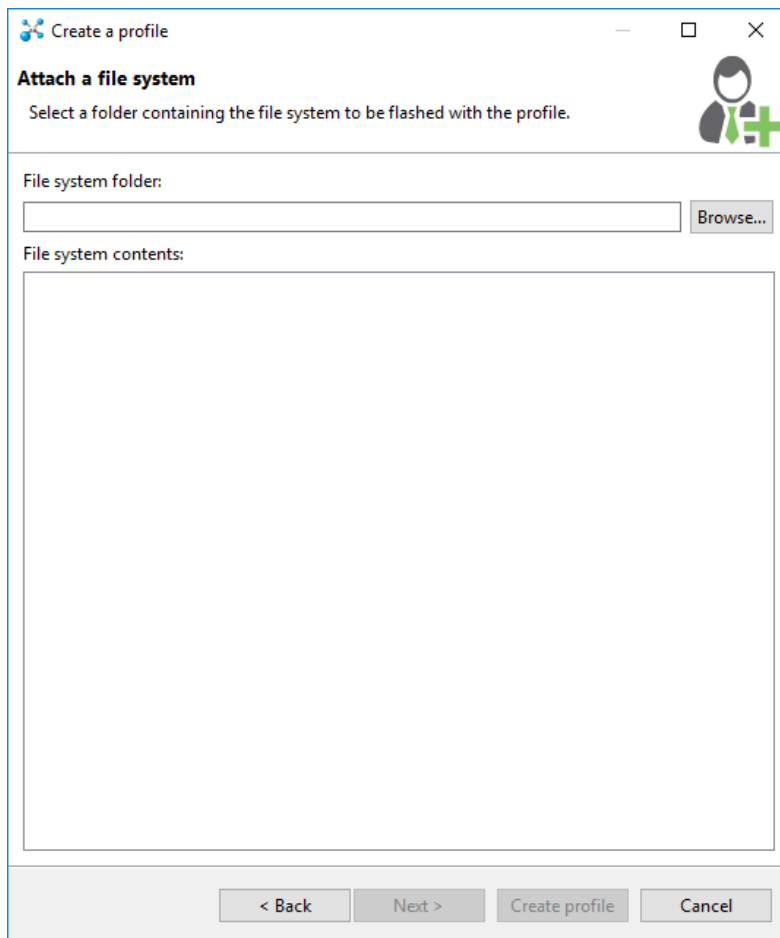 Create a profile
Attach a file system
Select a folder containing the file system to be flashed with the profile.
File system folder:
Browse...
File system contents:
< Back
Next >
Create profile
Cancel